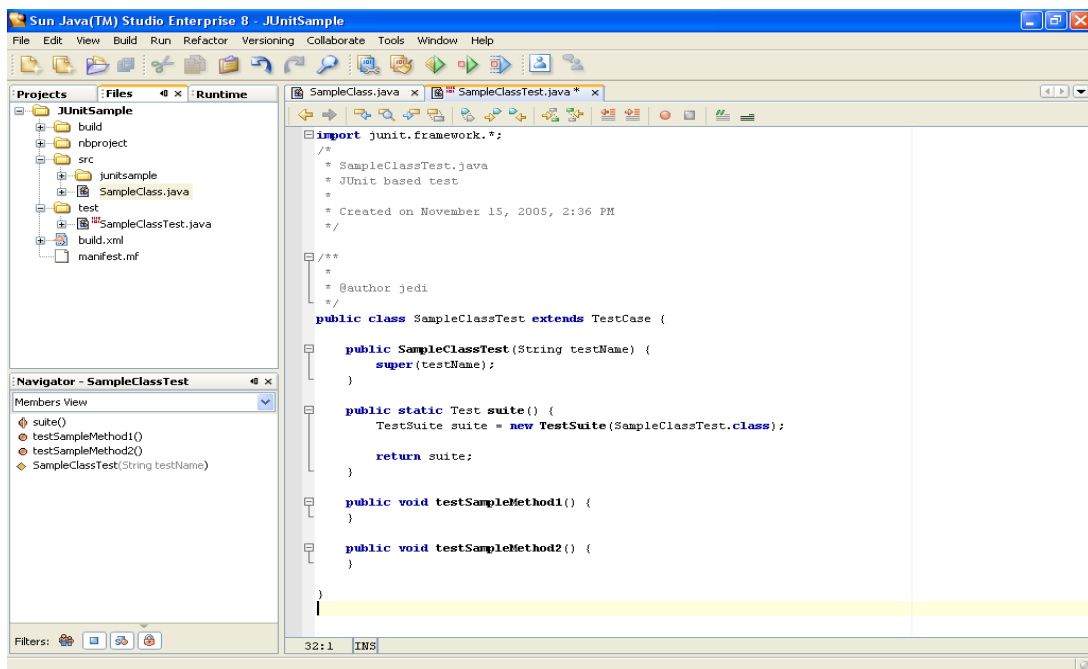 Sun Java(TM) Studio Enterprise 8 - JUnitSample
File Edit View Build Run Refactor Versioning Collaborate Tools Window Help
Projects Files Runtime
JUnitSample
build
nbproject
src
junitsample
SampleClass.java
test
SampleClassTest.java
build.xml
manifest.mf
Navigator - SampleClassTest
Members View
suite()
testSampleMethod1()
testSampleMethod2()
SampleClassTest(String testName)
Filters:
SampleClass.java x SampleClassTest.java * x
import junit.framework.*;
/*
 * SampleClassTest.java
 * JUnit based test
 *
 * Created on November 15, 2005, 2:36 PM
 */
/**
 *
 * @author jedi
 */
public class SampleClassTest extends TestCase {
public SampleClassTest(String testName) {
super(testName);
}
public static Test suite() {
TestSuite suite = new TestSuite(SampleClassTest.class);
return suite;
}
public void testSampleMethod1() {
}
public void testSampleMethod2() {
}
}
32:1 INS